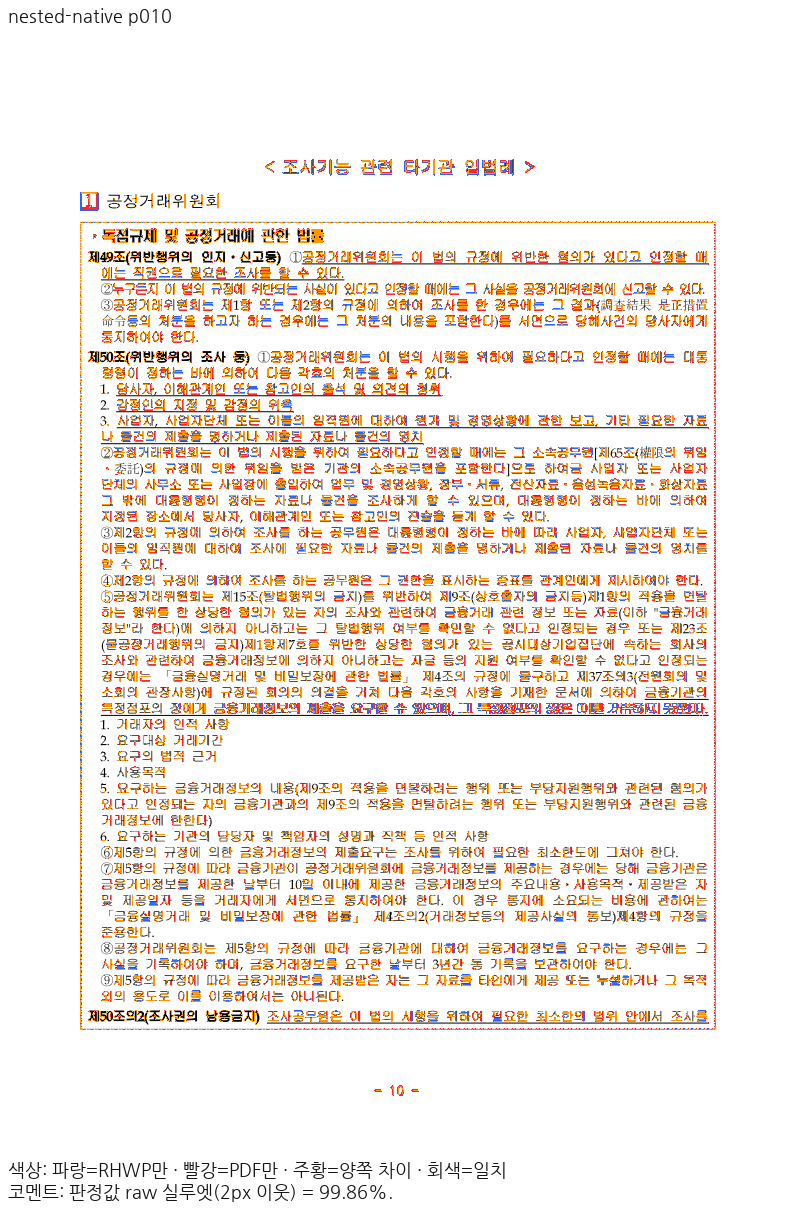 nested-native p010
< 조사기능 관련 타기관 입법례 >
1 공정거래위원회
· 독점규제 및 공정거래에 관한 법률
제49조(위반행위의 인지·신고등) ①공정거래위원회는 이 법의 규정에 위반한 혐의가 있다고 인정할 때
에는 직권으로 필요한 조사를 할 수 있다.
②누구든지 이 법의 규정에 위반되는 사실이 있다고 인정할 때에는 그 사실을 공정거래위원회에 신고할 수 있다.
③공정거래위원회는 제1항 또는 제2항의 규정에 의하여 조사를 한 경우에는 그 결과(調査結果 是正措置
命令등의 처분을 하고자 하는 경우에는 그 처분의 내용을 포함한다)를 서면으로 당해사건의 당사자에게
통지하여야 한다.
제50조(위반행위의 조사 등) ①공정거래위원회는 이 법의 시행을 위하여 필요하다고 인정할 때에는 대통
령령이 정하는 바에 의하여 다음 각호의 처분을 할 수 있다.
1. 당사자, 이해관계인 또는 참고인의 출석 및 의견의 청취
2. 감정인의 지정 및 감정의 위촉
3. 사업자, 사업자단체 또는 이들의 임직원에 대하여 원가 및 경영상황에 관한 보고, 기타 필요한 자료
나 물건의 제출을 명하거나 제출된 자료나 물건의 영치
②공정거래위원회는 이 법의 시행을 위하여 필요하다고 인정할 때에는 그 소속공무원[제65조(權限의 위임
·委託)의 규정에 의한 위임을 받은 기관의 소속공무원을 포함한다]으로 하여금 사업자 또는 사업자
단체의 사무소 또는 사업장에 출입하여 업무 및 경영상황, 장부·서류, 전산자료·음성녹음자료·화상자료
그 밖에 대통령령이 정하는 자료나 물건을 조사하게 할 수 있으며, 대통령령이 정하는 바에 의하여
지정된 장소에서 당사자, 이해관계인 또는 참고인의 진술을 듣게 할 수 있다.
③제2항의 규정에 의하여 조사를 하는 공무원은 대통령령이 정하는 바에 따라 사업자, 사업자단체 또는
이들의 임직원에 대하여 조사에 필요한 자료나 물건의 제출을 명하거나 제출된 자료나 물건의 영치를
할 수 있다.
④제2항의 규정에 의하여 조사를 하는 공무원은 그 권한을 표시하는 증표를 관계인에게 제시하여야 한다.
⑤공정거래위원회는 제15조(탈법행위의 금지)를 위반하여 제9조(상호출자의 금지등)제1항의 적용을 면탈
하는 행위를 한 상당한 혐의가 있는 자의 조사와 관련하여 금융거래 관련 정보 또는 자료(이하 "금융거래
정보"라 한다)에 의하지 아니하고는 그 탈법행위 여부를 확인할 수 없다고 인정되는 경우 또는 제23조
(불공정거래행위의 금지)제1항제7호를 위반한 상당한 혐의가 있는 공시대상기업집단에 속하는 회사의
조사와 관련하여 금융거래정보에 의하지 아니하고는 자금 등의 지원 여부를 확인할 수 없다고 인정되는
경우에는 「금융실명거래 및 비밀보장에 관한 법률」 제4조의 규정에 불구하고 제37조의3(전원회의 및
소회의 관장사항)에 규정된 회의의 의결을 거쳐 다음 각호의 사항을 기재한 문서에 의하여 금융기관의
특정점포의 장에게 금융거래정보의 제출을 요구할 수 있으며, 그
1. 거래자의 인적 사항
2. 요구대상 거래기간
3. 요구의 법적 근거
4. 사용목적
5. 요구하는 금융거래정보의 내용(제9조의 적용을 면탈하려는 행위 또는 부당지원행위와 관련된 혐의가
있다고 인정되는 자의 금융기관과의 제9조의 적용을 면탈하려는 행위 또는 부당지원행위와 관련된 금융
거래정보에 한한다)
6. 요구하는 기관의 담당자 및 책임자의 성명과 직책 등 인적 사항
⑥제5항의 규정에 의한 금융거래정보의 제출요구는 조사를 위하여 필요한 최소한도에 그쳐야 한다.
⑦제5항의 규정에 따라 금융기관이 공정거래위원회에 금융거래정보를 제공하는 경우에는 당해 금융기관은
금융거래정보를 제공한 날부터 10일 이내에 제공한 금융거래정보의 주요내용·사용목적·제공받은 자
및 제공일자 등을 거래자에게 서면으로 통지하여야 한다. 이 경우 통지에 소요되는 비용에 관하여는
「금융실명거래 및 비밀보장에 관한 법률」 제4조의2(거래정보등의 제공사실의 통보)제4항의 규정을
준용한다.
⑧공정거래위원회는 제5항의 규정에 따라 금융기관에 대하여 금융거래정보를 요구하는 경우에는 그
사실을 기록하여야 하며, 금융거래정보를 요구한 날부터 3년간 동 기록을 보관하여야 한다.
⑨제5항의 규정에 따라 금융거래정보를 제공받은 자는 그 자료를 타인에게 제공 또는 누설하거나 그 목적
외의 용도로 이를 이용하여서는 아니된다.
제50조의2(조사권의 남용금지) 조사공무원은 이 법의 시행을 위하여 필요한 최소한의 범위 안에서 조사를
- 10 -
색상: 파랑=RHWP만 · 빨강=PDF만 · 주황=양쪽 차이 · 회색=일치
코멘트: 판정값 raw 실루엣(2px 이웃) = 99.86%.